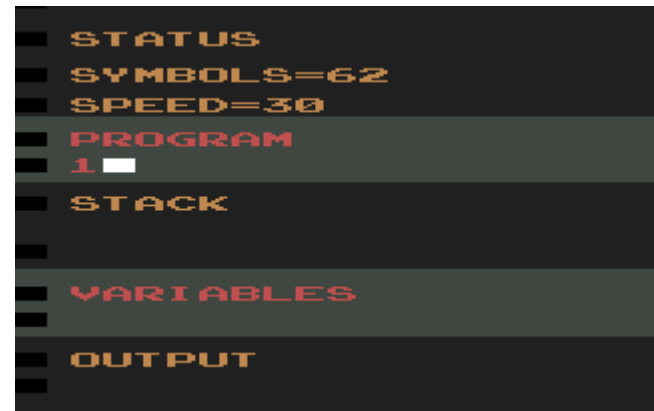 STATUS
SYMBOLS=62
SPEED=30
PROGRAM
1
STACK
VARIABLES
OUTPUT